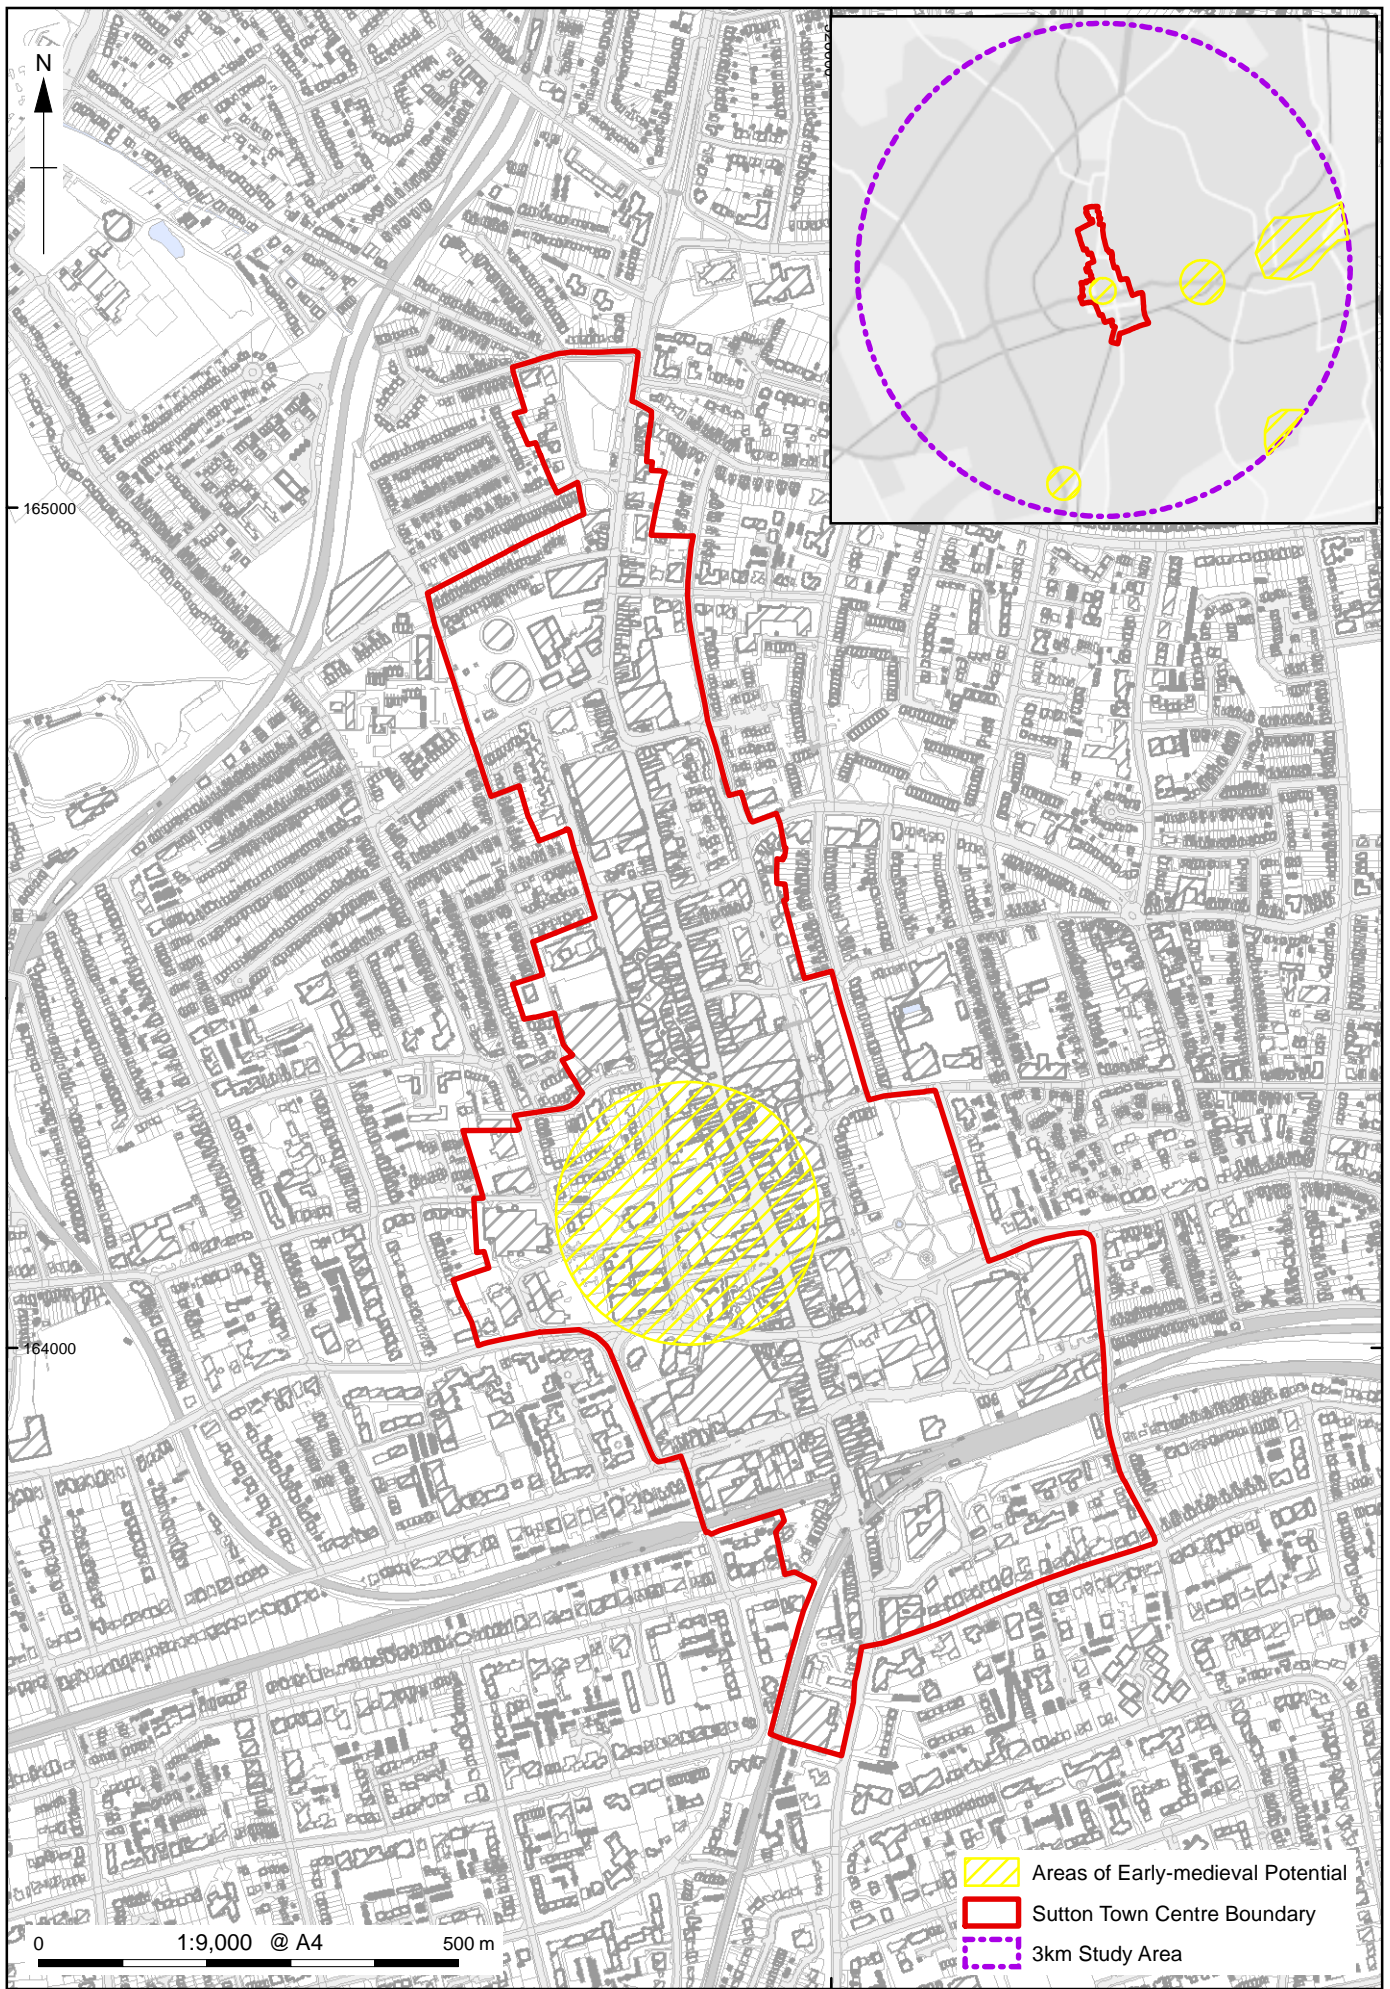 N
526000
165000
164000
Areas of Early-medieval Potential
Sutton Town Centre Boundary
3km Study Area
0 1:9,000 @ A4 500 m